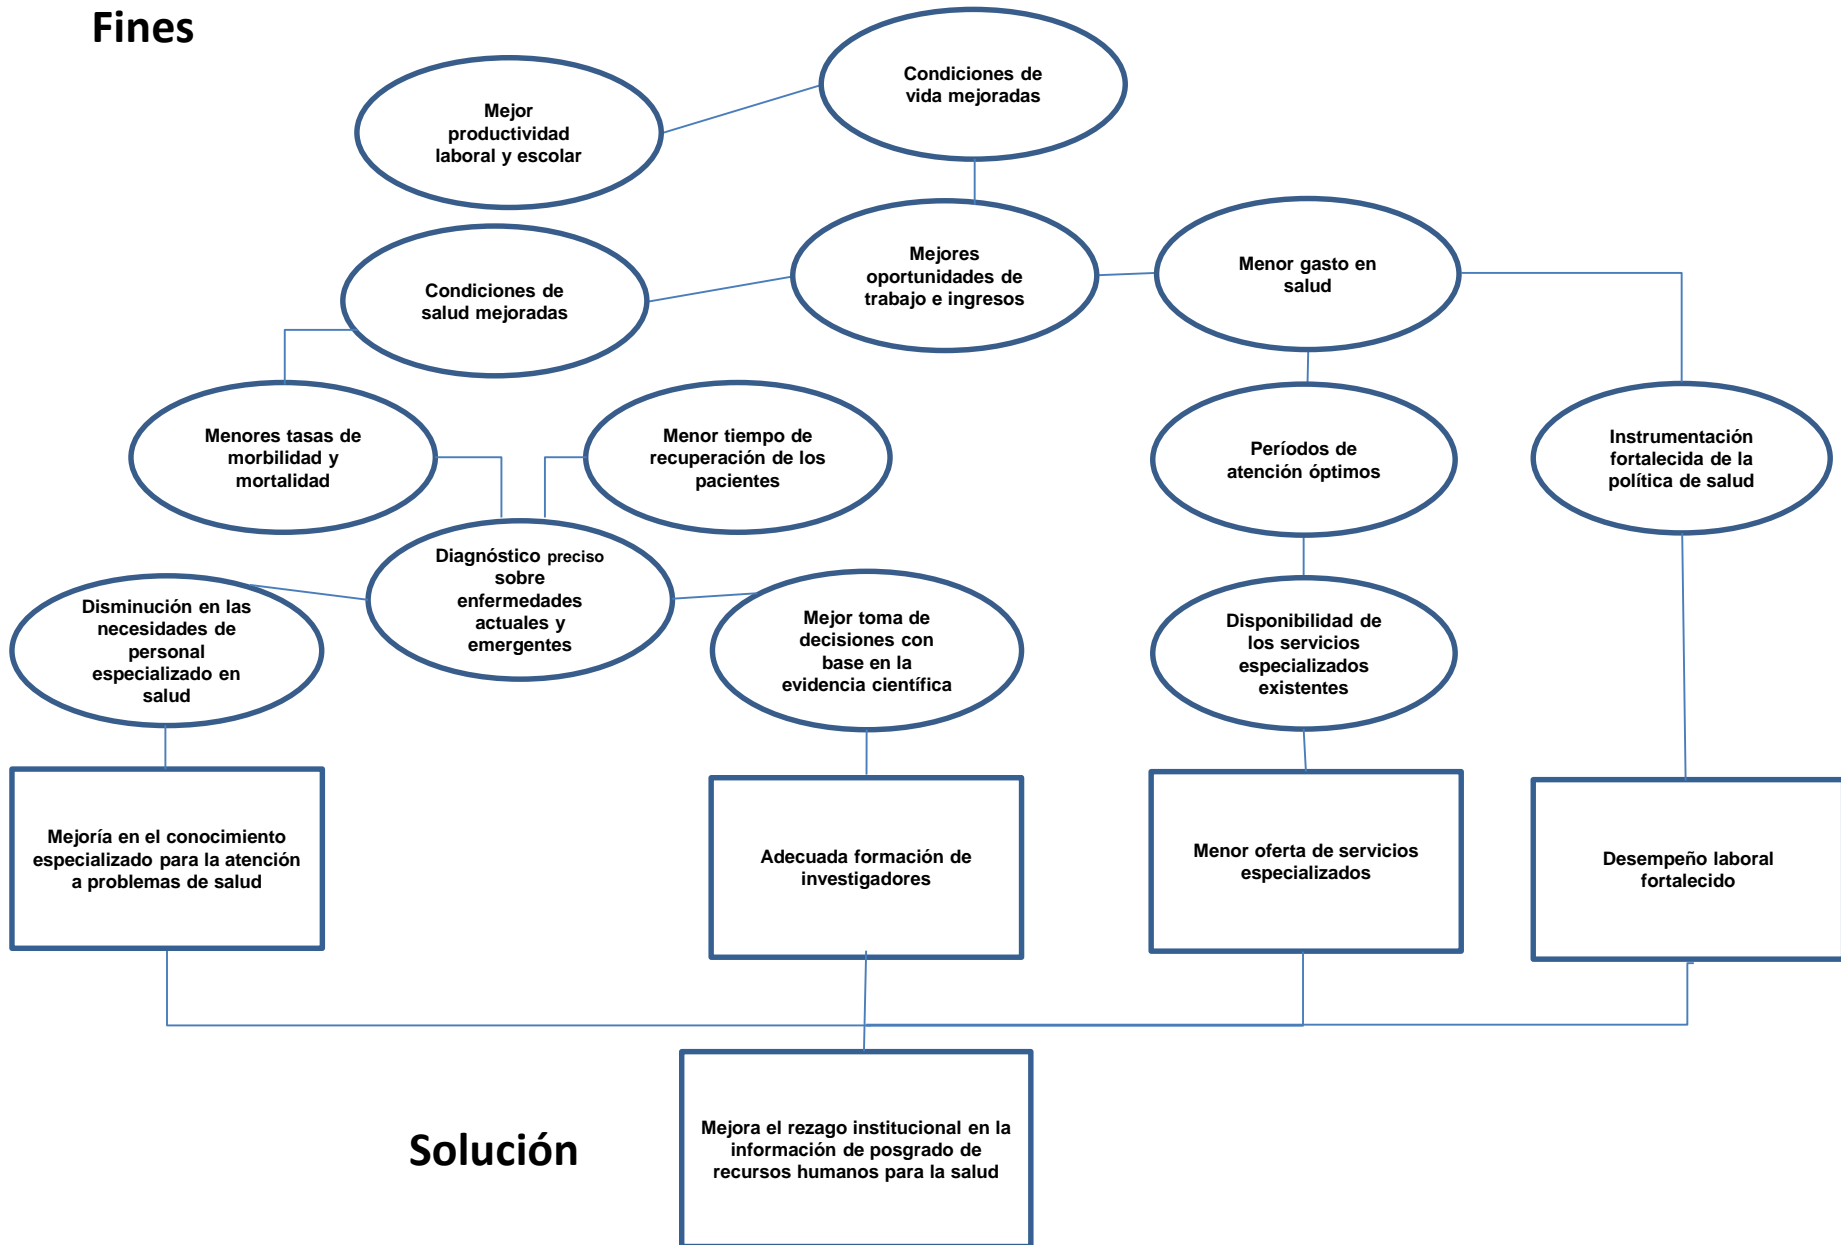 Fines
Condiciones de
vida mejoradas
Mejor
productividad
laboral y escolar
Mejores
oportunidades de
trabajo e ingresos
Menor gasto en
salud
Condiciones de
salud mejoradas
Menores tasas de
morbilidad y
mortalidad
Menor tiempo de
recuperación de los
pacientes
Períodos de
atención óptimos
Instrumentación
fortalecida de la
política de salud
Diagnóstico preciso
sobre
enfermedades
actuales y
emergentes
Disminución en las
necesidades de
personal
especializado en
salud
Mejor toma de
decisiones con
base en la
evidencia científica
Disponibilidad de
los servicios
especializados
existentes
Mejoría en el conocimiento
especializado para la atención
a problemas de salud
Adecuada formación de
investigadores
Menor oferta de servicios
especializados
Desempeño laboral
fortalecido
Solución
Mejora el rezago institucional en la
información de posgrado de
recursos humanos para la salud